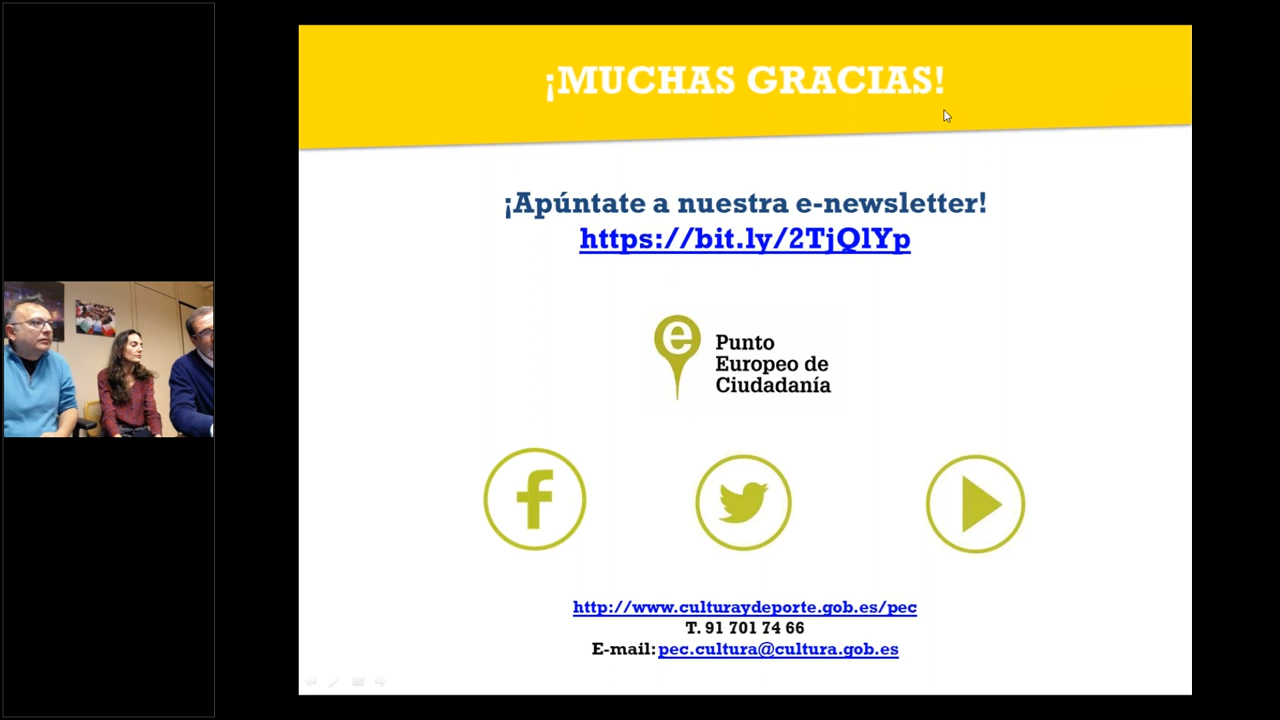 ¡MUCHAS GRACIAS!
¡Apúntate a nuestra e-newsletter!
https://bit.ly/2TjQlYp
e
Punto
Europeo de
Ciudadanía
http://www.culturaydeporte.gob.es/pec
T. 91 701 74 66
E-mail: pec.cultura@cultura.gob.es